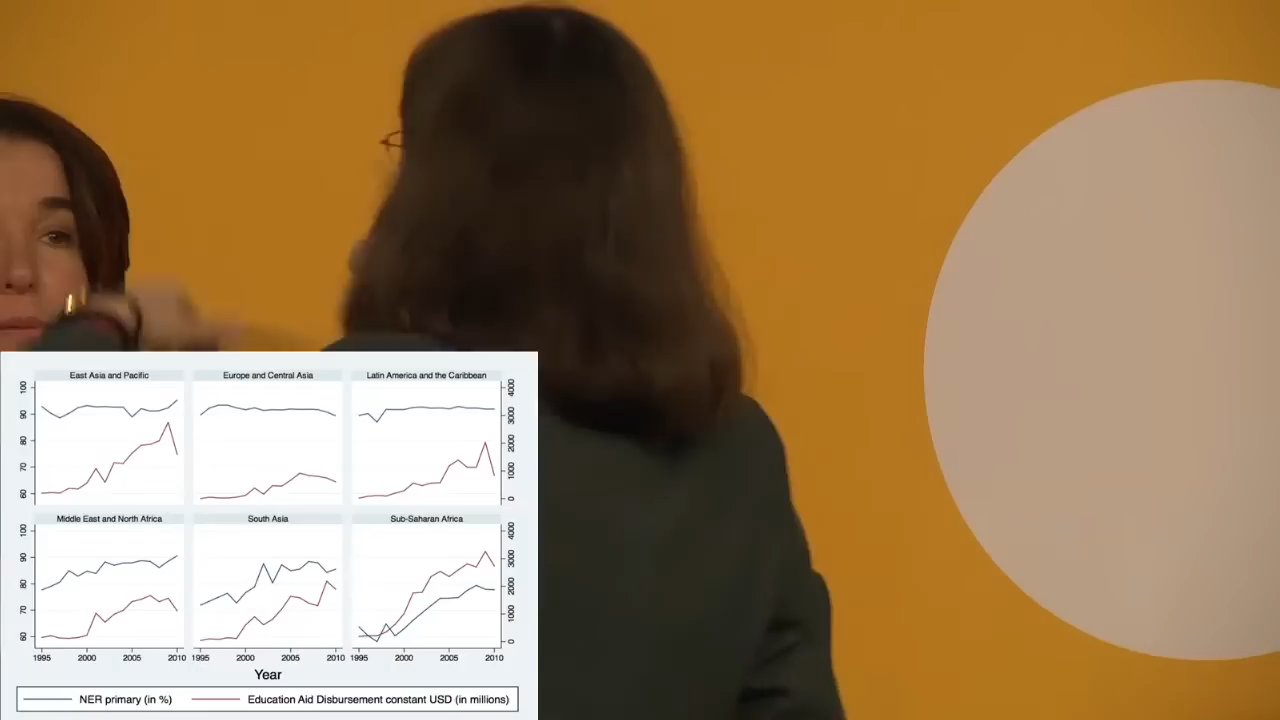 East Asia and Pacific Europe and Central Asia Latin America and the Caribbean
100 4000
90 3000
80 2000
70 1000
60 0
Middle East and North Africa South Asia Sub-Saharan Africa
100 4000
90 3000
80 2000
70 1000
60 0
1995 2000 2005 2010 1995 2000 2005 2010 1995 2000 2005 2010
Year
NER primary (in %) Education Aid Disbursement constant USD (in millions)